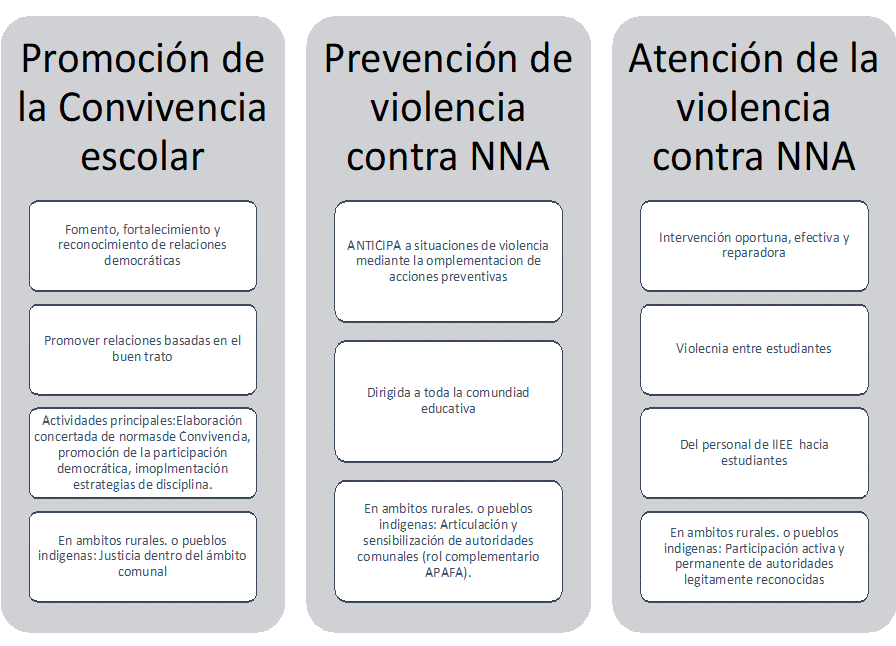 Promoción de
la Convivencia
escolar
Fomento, fortalecimiento y
reconocimiento de relaciones
democráticas
Promover relaciones basadas en el
buen trato
Actividades principales:Elaboración
concertada de normasde Convivencia,
promoción de la participación
democrática, imoplmentación
estrategias de disciplina.
En ambitos rurales. o pueblos
indigenas: Justicia dentro del ámbito
comunal
Prevención de
violencia
contra NNA
ANTICIPA a situaciones de violencia
mediante la omplementacion de
acciones preventivas
Dirigida a toda la comundiad
educativa
En ambitos rurales. o pueblos
indigenas: Articulación y
sensibilización de autoridades
comunales (rol complementario
APAFA).
Atención de la
violencia
contra NNA
Intervención oportuna, efectiva y
reparadora
Violecnia entre estudiantes
Del personal de IIEE hacia
estudiantes
En ambitos rurales. o pueblos
indigenas: Participación activa y
permanente de autoridades
legitamente reconocidas